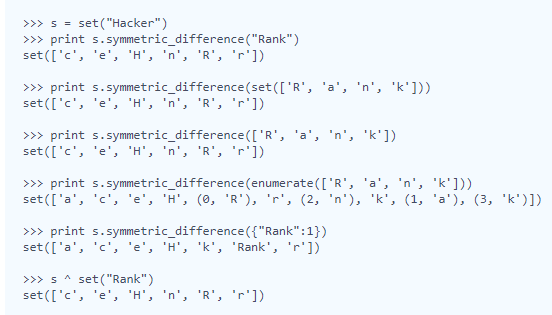 >>> s = set("Hacker")
>>> print s.symmetric_difference("Rank")
set(['c', 'e', 'H', 'n', 'R', 'r'])
>>> print s.symmetric_difference(set(['R', 'a', 'n', 'k']))
set(['c', 'e', 'H', 'n', 'R', 'r'])
>>> print s.symmetric_difference(['R', 'a', 'n', 'k'])
set(['c', 'e', 'H', 'n', 'R', 'r'])
>>> print s.symmetric_difference(enumerate(['R', 'a', 'n', 'k']))
set(['a', 'c', 'e', 'H', (0, 'R'), 'r', (2, 'n'), 'k', (1, 'a'), (3, 'k')])
>>> print s.symmetric_difference({"Rank":1})
set(['a', 'c', 'e', 'H', 'k', 'Rank', 'r'])
>>> s ^ set("Rank")
set(['c', 'e', 'H', 'n', 'R', 'r'])